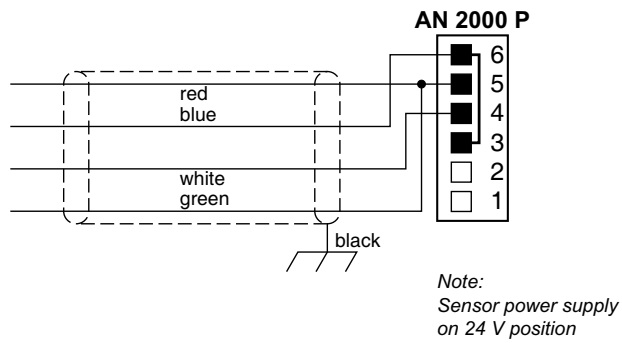 AN 2000 P
6
red
5
blue
4
white
3
green
2
1
black
Note:
Sensor power supply
on 24 V position